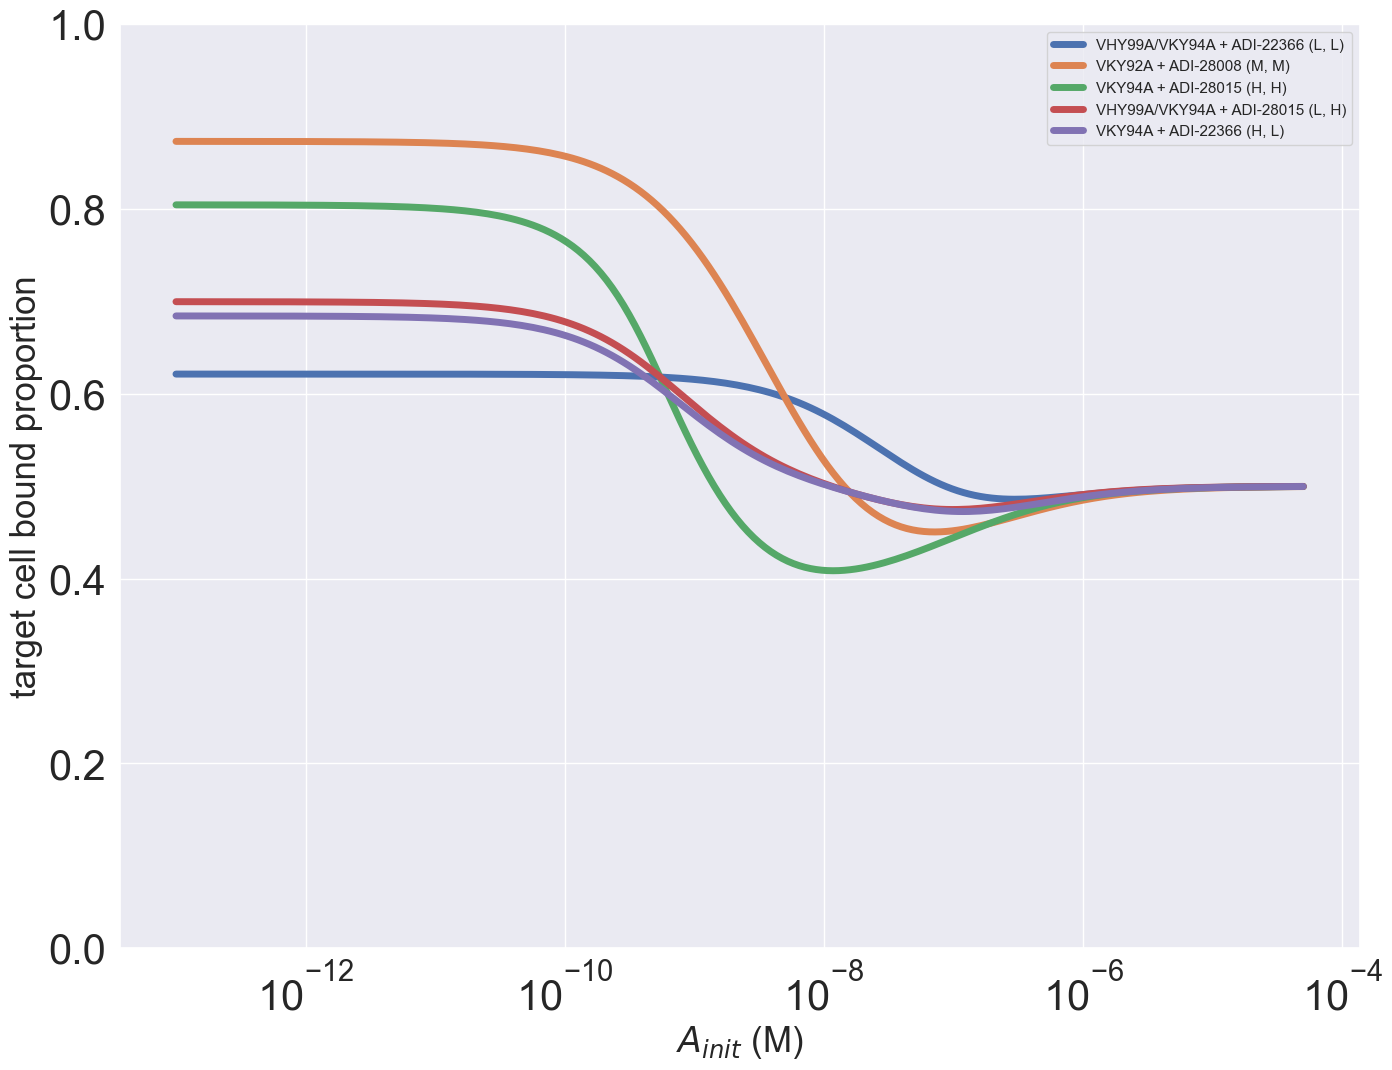 1.0
0.8
0.6
0.4
0.2
0.0
target cell bound proportion
VHY99A/VKY94A + ADI-22366 (L, L)
VKY92A + ADI-28008 (M, M)
VKY94A + ADI-28015 (H, H)
VHY99A/VKY94A + ADI-28015 (L, H)
VKY94A + ADI-22366 (H, L)
10⁻¹² 10⁻¹⁰ 10⁻⁸ 10⁻⁶ 10⁻⁴
A_init (M)